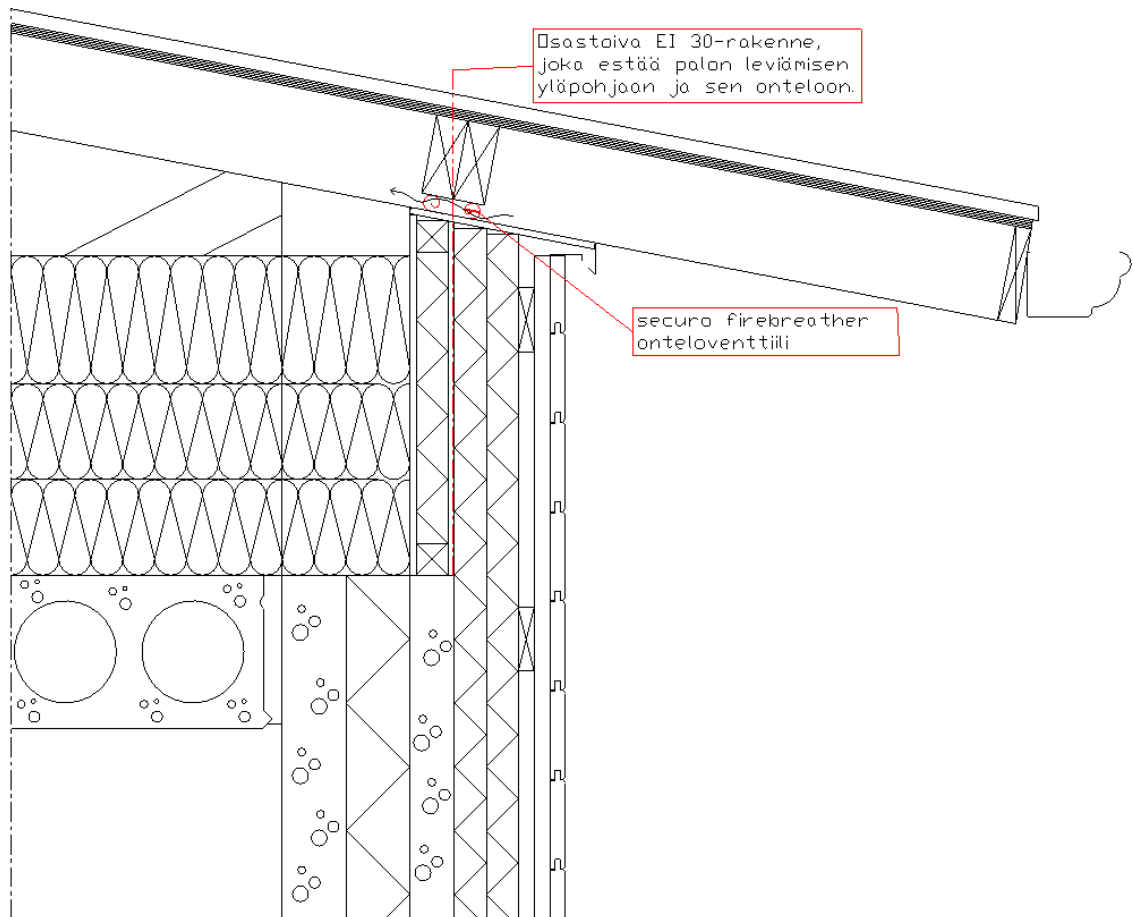 Osastoiva EI 30-rakenne,
joka estää palon leviämisen
yläpohjaan ja sen onteloon.
securo firebreather
onteloventtiili